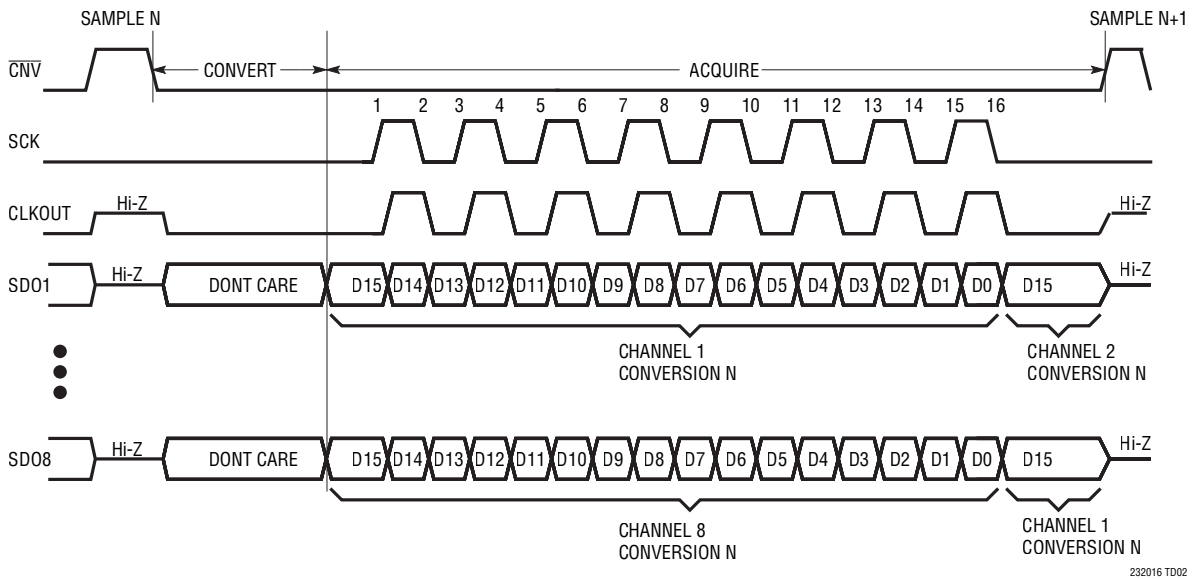 SAMPLE N
SAMPLE N+1
CNV
CONVERT
ACQUIRE
1 2 3 4 5 6 7 8 9 10 11 12 13 14 15 16
SCK
CLKOUT
Hi-Z
Hi-Z
SDO1
Hi-Z
DONT CARE
D15 D14 D13 D12 D11 D10 D9 D8 D7 D6 D5 D4 D3 D2 D1 D0 D15
Hi-Z
CHANNEL 1
CONVERSION N
CHANNEL 2
CONVERSION N
SDO8
Hi-Z
DONT CARE
D15 D14 D13 D12 D11 D10 D9 D8 D7 D6 D5 D4 D3 D2 D1 D0 D15
Hi-Z
CHANNEL 8
CONVERSION N
CHANNEL 1
CONVERSION N
232016 TD02